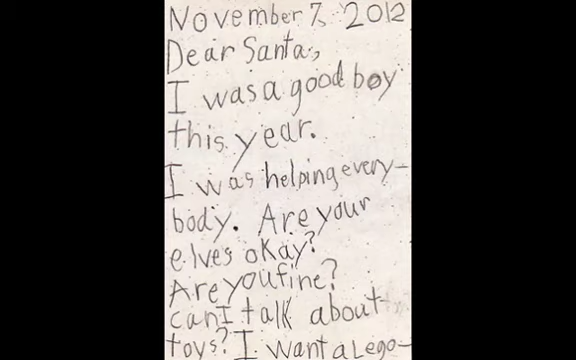 November 7, 2012
Dear Santa,
I was a good boy
this year.
I was helping every-
body. Are your
elves okay?
Are you fine?
can I talk about
toys? I want a Lego-